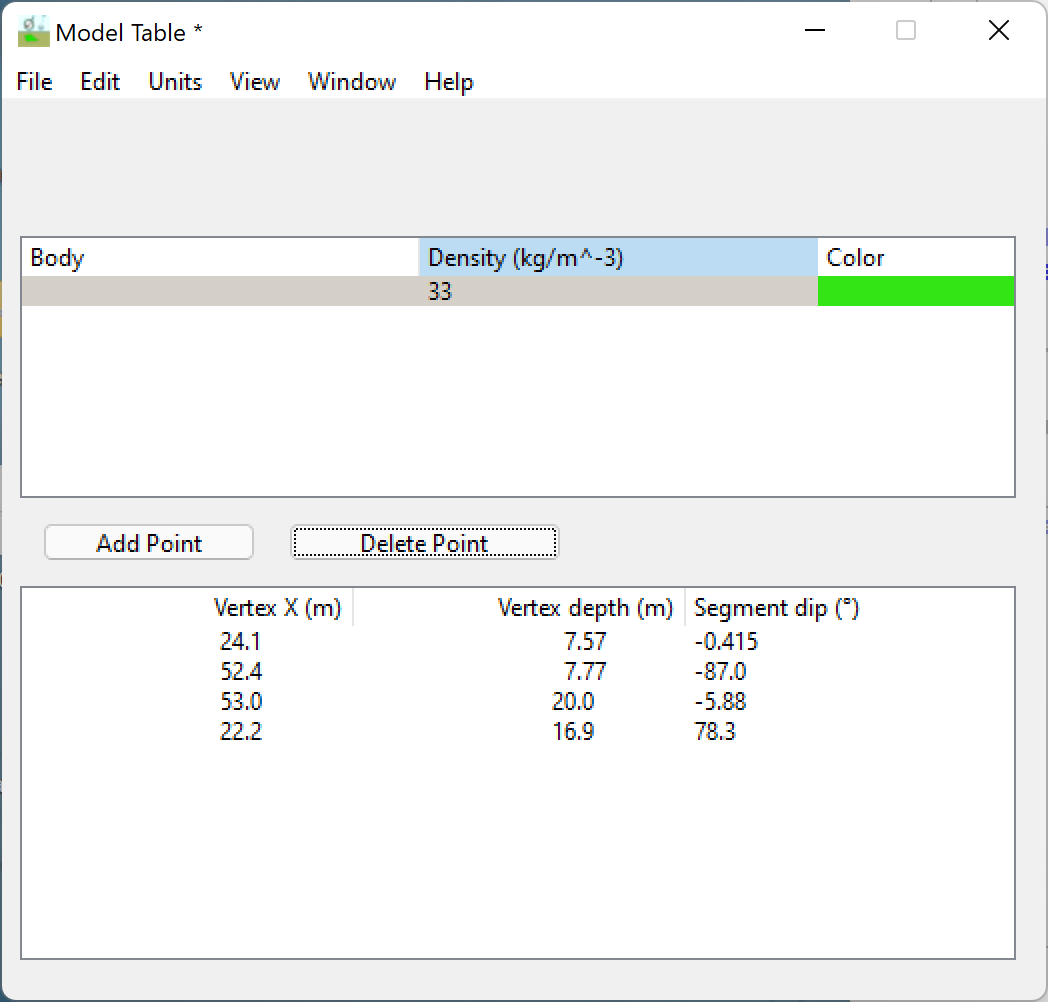 Model Table *
File Edit Units View Window Help
Body Density (kg/m^-3) Color
33
Add Point Delete Point
Vertex X (m) Vertex depth (m) Segment dip (°)
24.1 7.57 -0.415
52.4 7.77 -87.0
53.0 20.0 -5.88
22.2 16.9 78.3